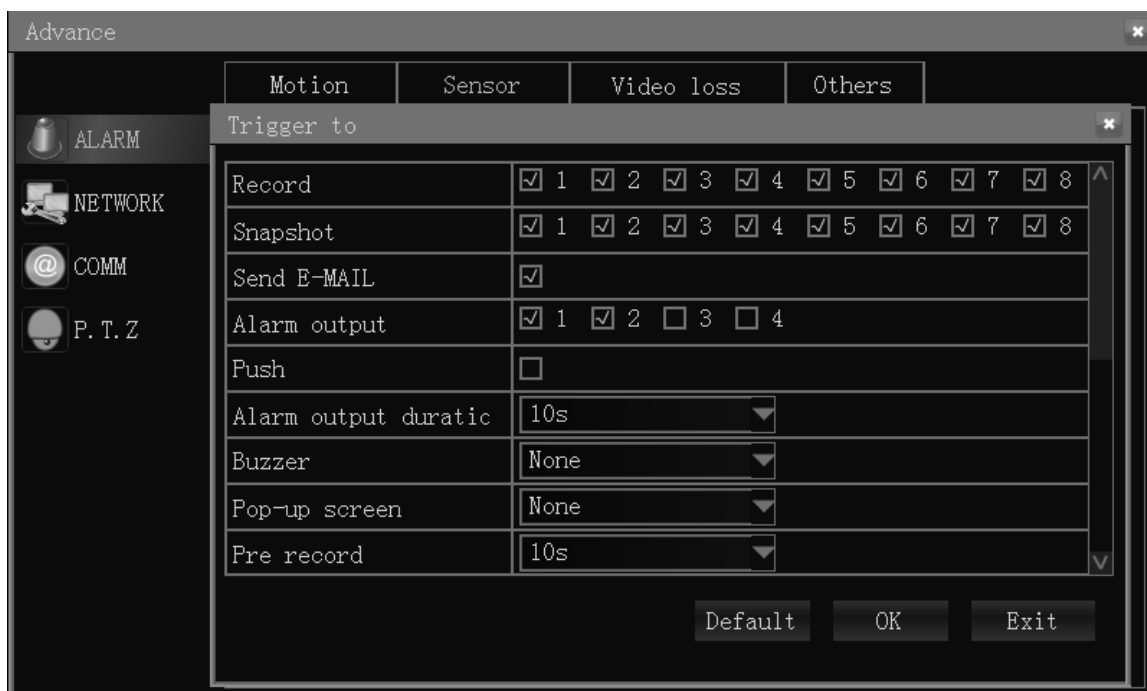 Advance
Motion Sensor Video loss Others
Trigger to
ALARM
NETWORK
COMM
P.T.Z
Record 1 2 3 4 5 6 7 8
Snapshot 1 2 3 4 5 6 7 8
Send E-MAIL
Alarm output 1 2 3 4
Push
Alarm output duratic 10s
Buzzer None
Pop-up screen None
Pre record 10s
Default OK Exit